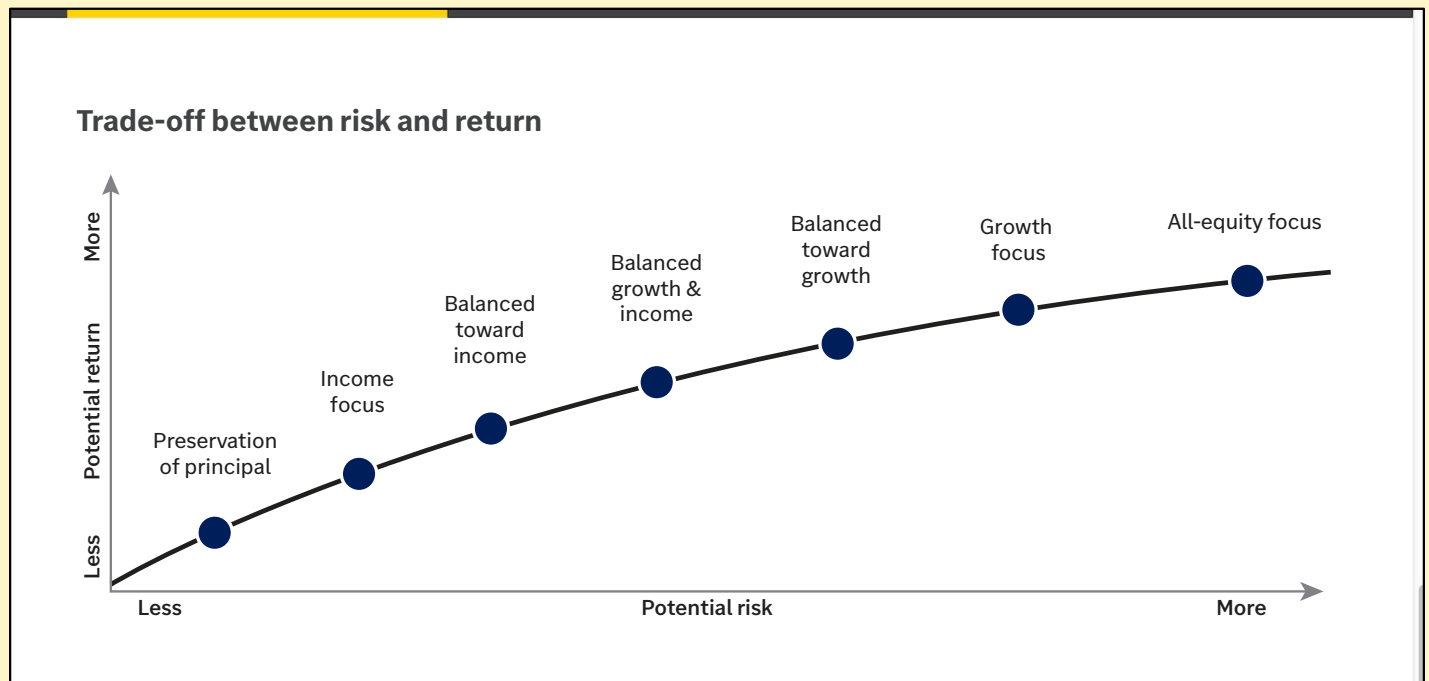 Trade-off between risk and return
More
Potential return
Less
Preservation
of principal
Income
focus
Balanced
toward
income
Balanced
growth &
income
Balanced
toward
growth
Growth
focus
All-equity focus
Less
Potential risk
More